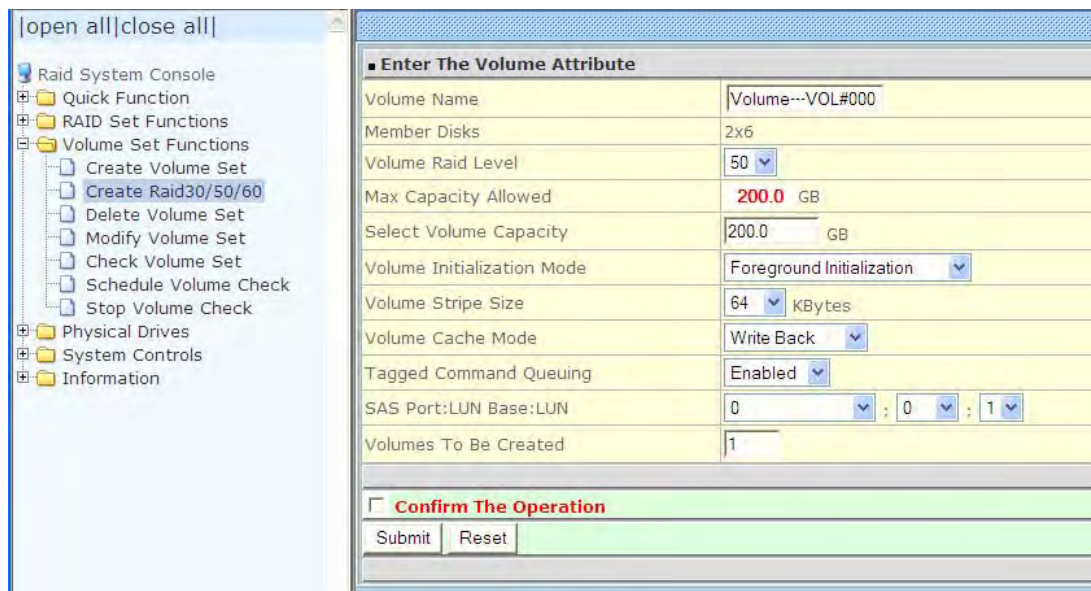 |open all|close all|
Raid System Console
Quick Function
RAID Set Functions
Volume Set Functions
Create Volume Set
Create Raid30/50/60
Delete Volume Set
Modify Volume Set
Check Volume Set
Schedule Volume Check
Stop Volume Check
Physical Drives
System Controls
Information
Enter The Volume Attribute
Volume Name Volume---VOL#000
Member Disks 2x6
Volume Raid Level 50
Max Capacity Allowed 200.0 GB
Select Volume Capacity 200.0 GB
Volume Initialization Mode Foreground Initialization
Volume Stripe Size 64 KBytes
Volume Cache Mode Write Back
Tagged Command Queuing Enabled
SAS Port:LUN Base:LUN 0 : 0 : 1
Volumes To Be Created 1
Confirm The Operation
Submit Reset